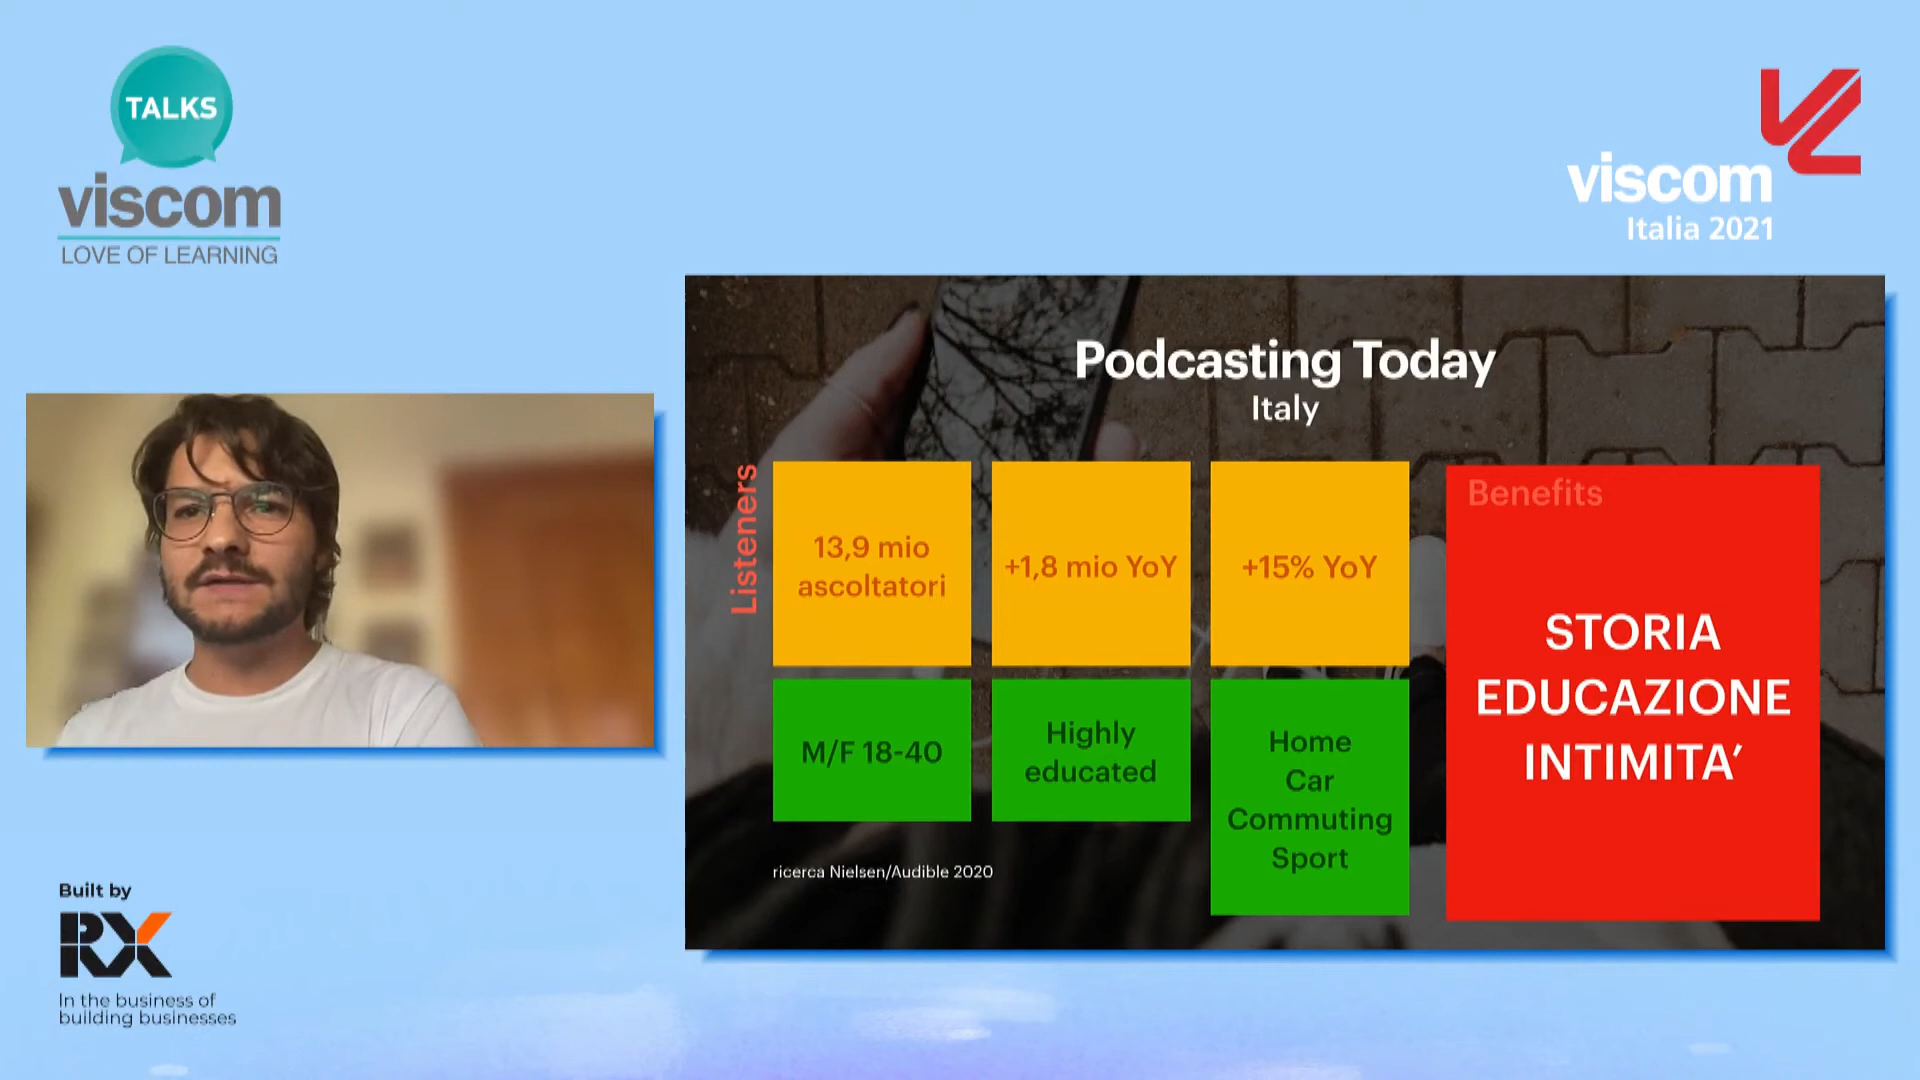 TALKS
viscom
LOVE OF LEARNING
viscom
Italia 2021
Podcasting Today
Italy
Listeners
13,9 mio
ascoltatori
+1,8 mio YoY
+15% YoY
M/F 18-40
Highly
educated
Home
Car
Commuting
Sport
Benefits
STORIA
EDUCAZIONE
INTIMITA’
ricerca Nielsen/Audible 2020
Built by
RX
In the business of
building businesses